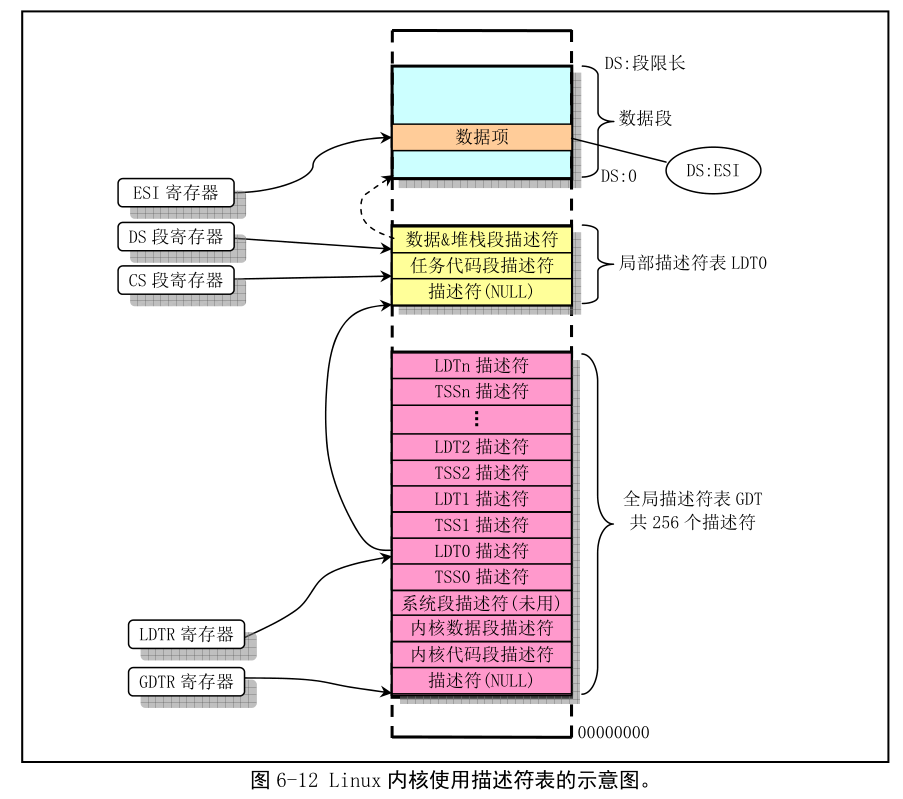 DS:段限长
数据段
数据项
DS:0
DS:ESI
ESI 寄存器
DS 段寄存器
CS 段寄存器
数据&堆栈段描述符
任务代码段描述符
描述符(NULL)
局部描述符表 LDT0
LDTn 描述符
TSSn 描述符
⋮
LDT2 描述符
TSS2 描述符
LDT1 描述符
TSS1 描述符
LDT0 描述符
TSS0 描述符
系统段描述符(未用)
内核数据段描述符
内核代码段描述符
描述符(NULL)
全局描述符表 GDT
共 256 个描述符
LDTR 寄存器
GDTR 寄存器
00000000
图 6-12 Linux 内核使用描述符表的示意图。